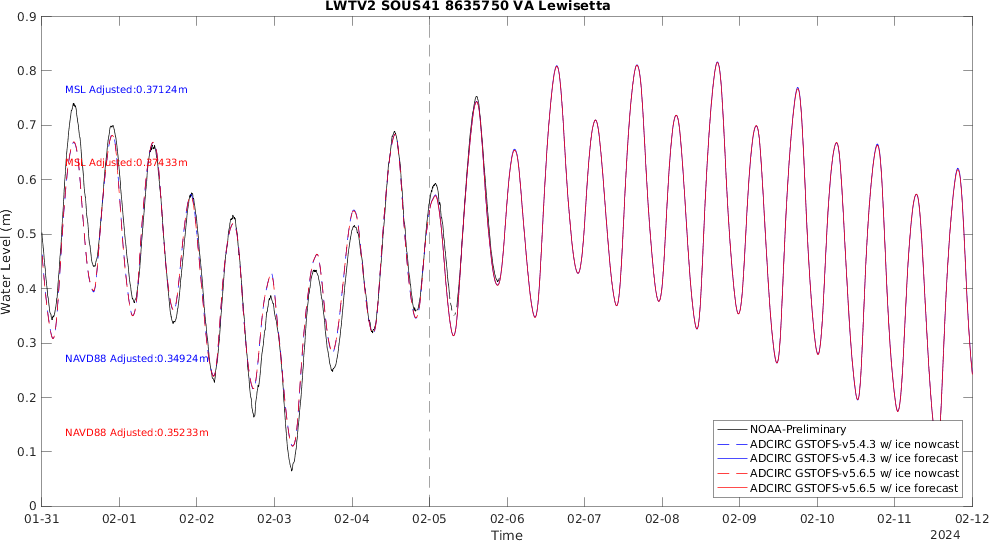 LWTV2 SOUS41 8635750 VA Lewisetta
0.9
0.8
0.7
0.6
0.5
0.4
0.3
0.2
0.1
0
Water Level (m)
MSL Adjusted:0.37124m
MSL Adjusted:0.37433m
NAVD88 Adjusted:0.34924m
NAVD88 Adjusted:0.35233m
NOAA-Preliminary
ADCIRC GSTOFS-v5.4.3 w/ ice nowcast
ADCIRC GSTOFS-v5.4.3 w/ ice forecast
ADCIRC GSTOFS-v5.6.5 w/ ice nowcast
ADCIRC GSTOFS-v5.6.5 w/ ice forecast
01-31 02-01 02-02 02-03 02-04 02-05 02-06 02-07 02-08 02-09 02-10 02-11 02-12
Time
2024